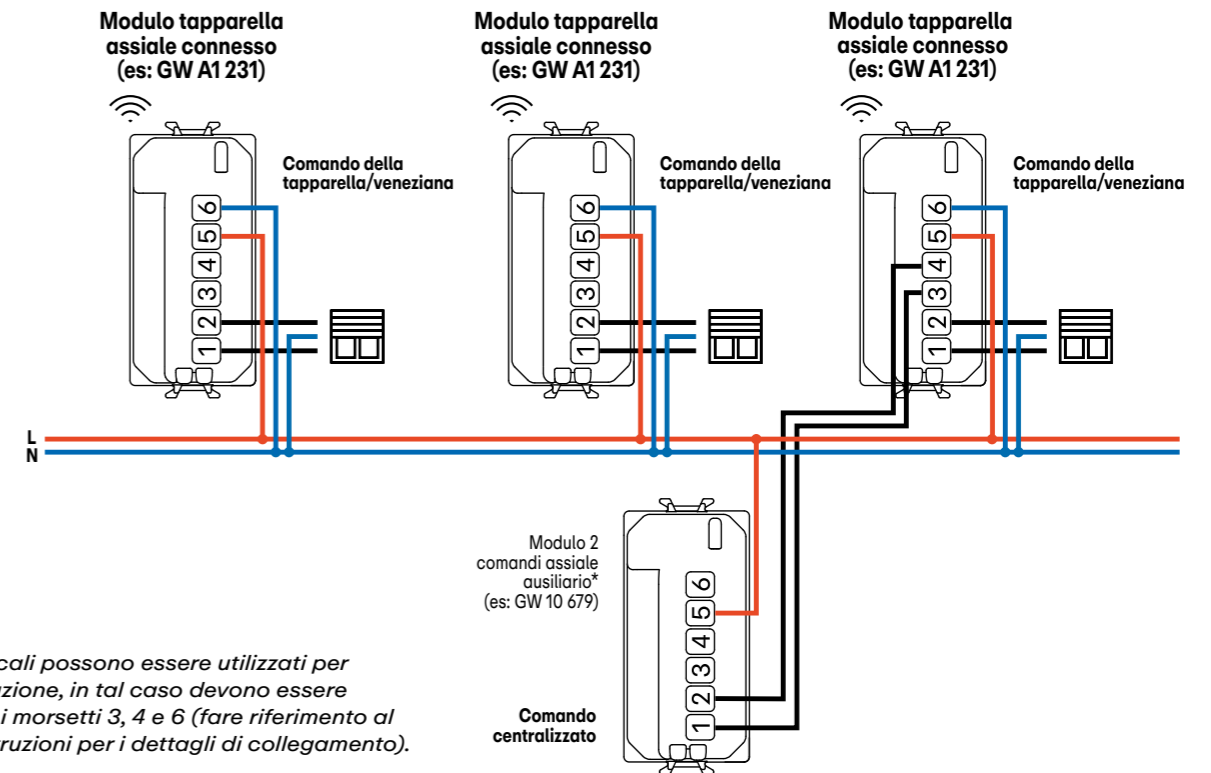 Modulo tapparella
assiale connesso
(es: GW A1 231)
Modulo tapparella
assiale connesso
(es: GW A1 231)
Modulo tapparella
assiale connesso
(es: GW A1 231)
Comando della
tapparella/veneziana
Comando della
tapparella/veneziana
Comando della
tapparella/veneziana
6
5
4
3
2
1
6
5
4
3
2
1
6
5
4
3
2
1
L
N
Modulo 2
comandi assiale
ausiliario*
(es: GW 10 679)
6
5
4
3
2
1
Comando
centralizzato
cali possono essere utilizzati per
azione, in tal caso devono essere
i morsetti 3, 4 e 6 (fare riferimento al
ruzioni per i dettagli di collegamento).